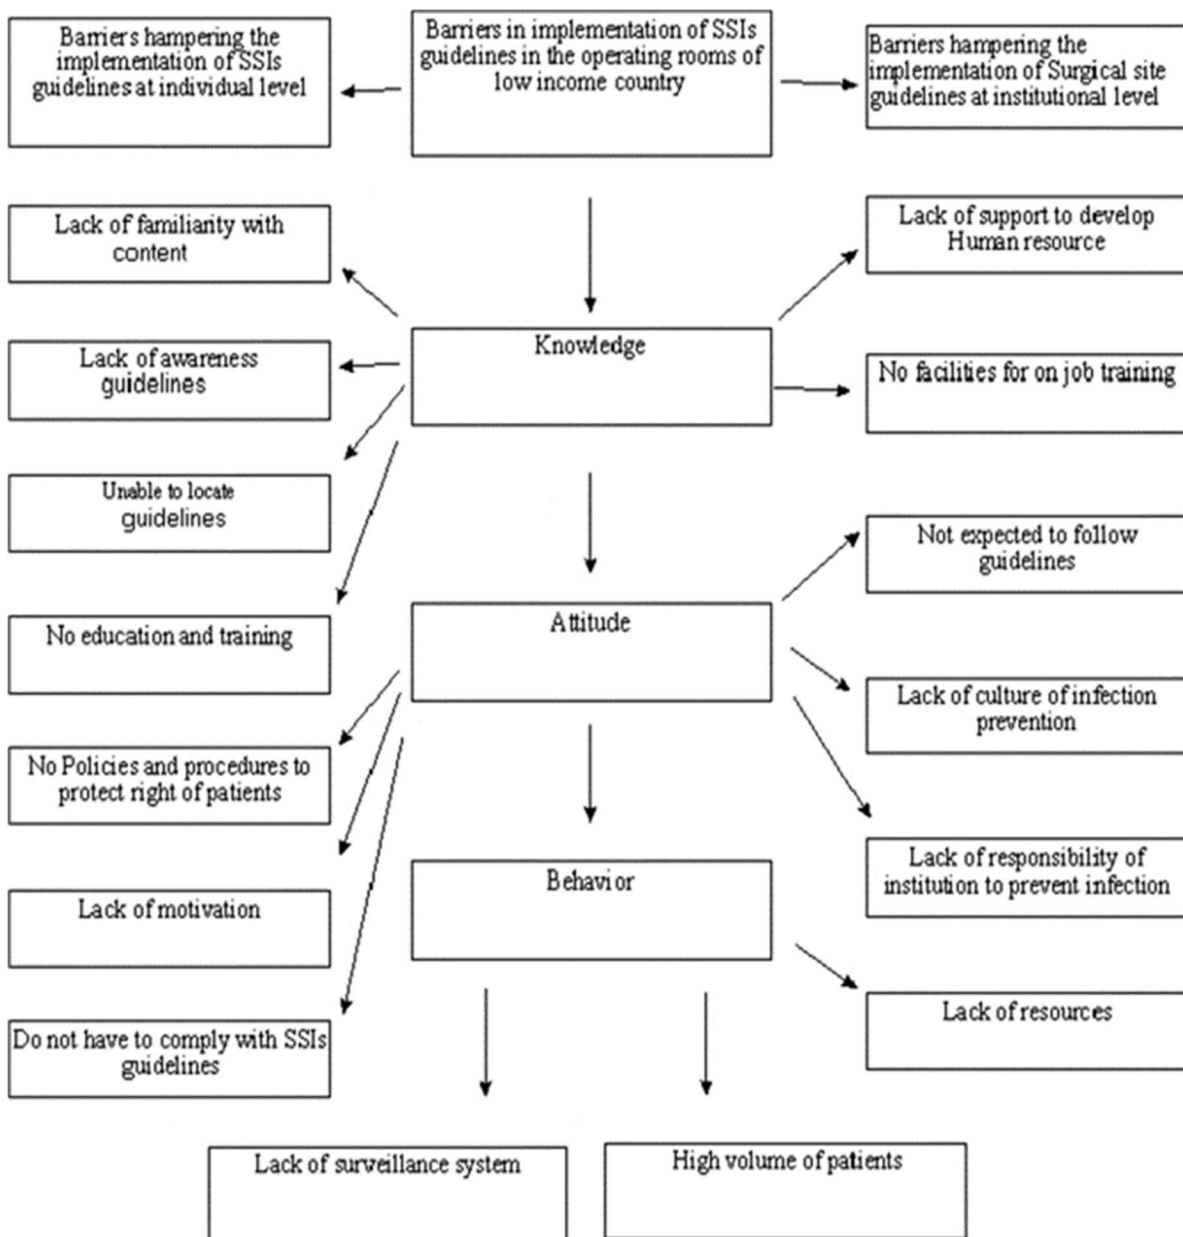 Barriers hampering the
implementation of SSIs
guidelines at individual level
Barriers in implementation of SSIs
guidelines in the operating rooms of
low income country
Barriers hampering the
implementation of Surgical site
guidelines at institutional level
Lack of familiarity with
content
Lack of support to develop
Human resource
Knowledge
Lack of awareness
guidelines
No facilities for on job training
Unable to locate
guidelines
Not expected to follow
guidelines
No education and training
Attitude
Lack of culture of infection
prevention
No Policies and procedures to
protect right of patients
Lack of responsibility of
institution to prevent infection
Behavior
Lack of motivation
Lack of resources
Do not have to comply with SSIs
guidelines
Lack of surveillance system
High volume of patients